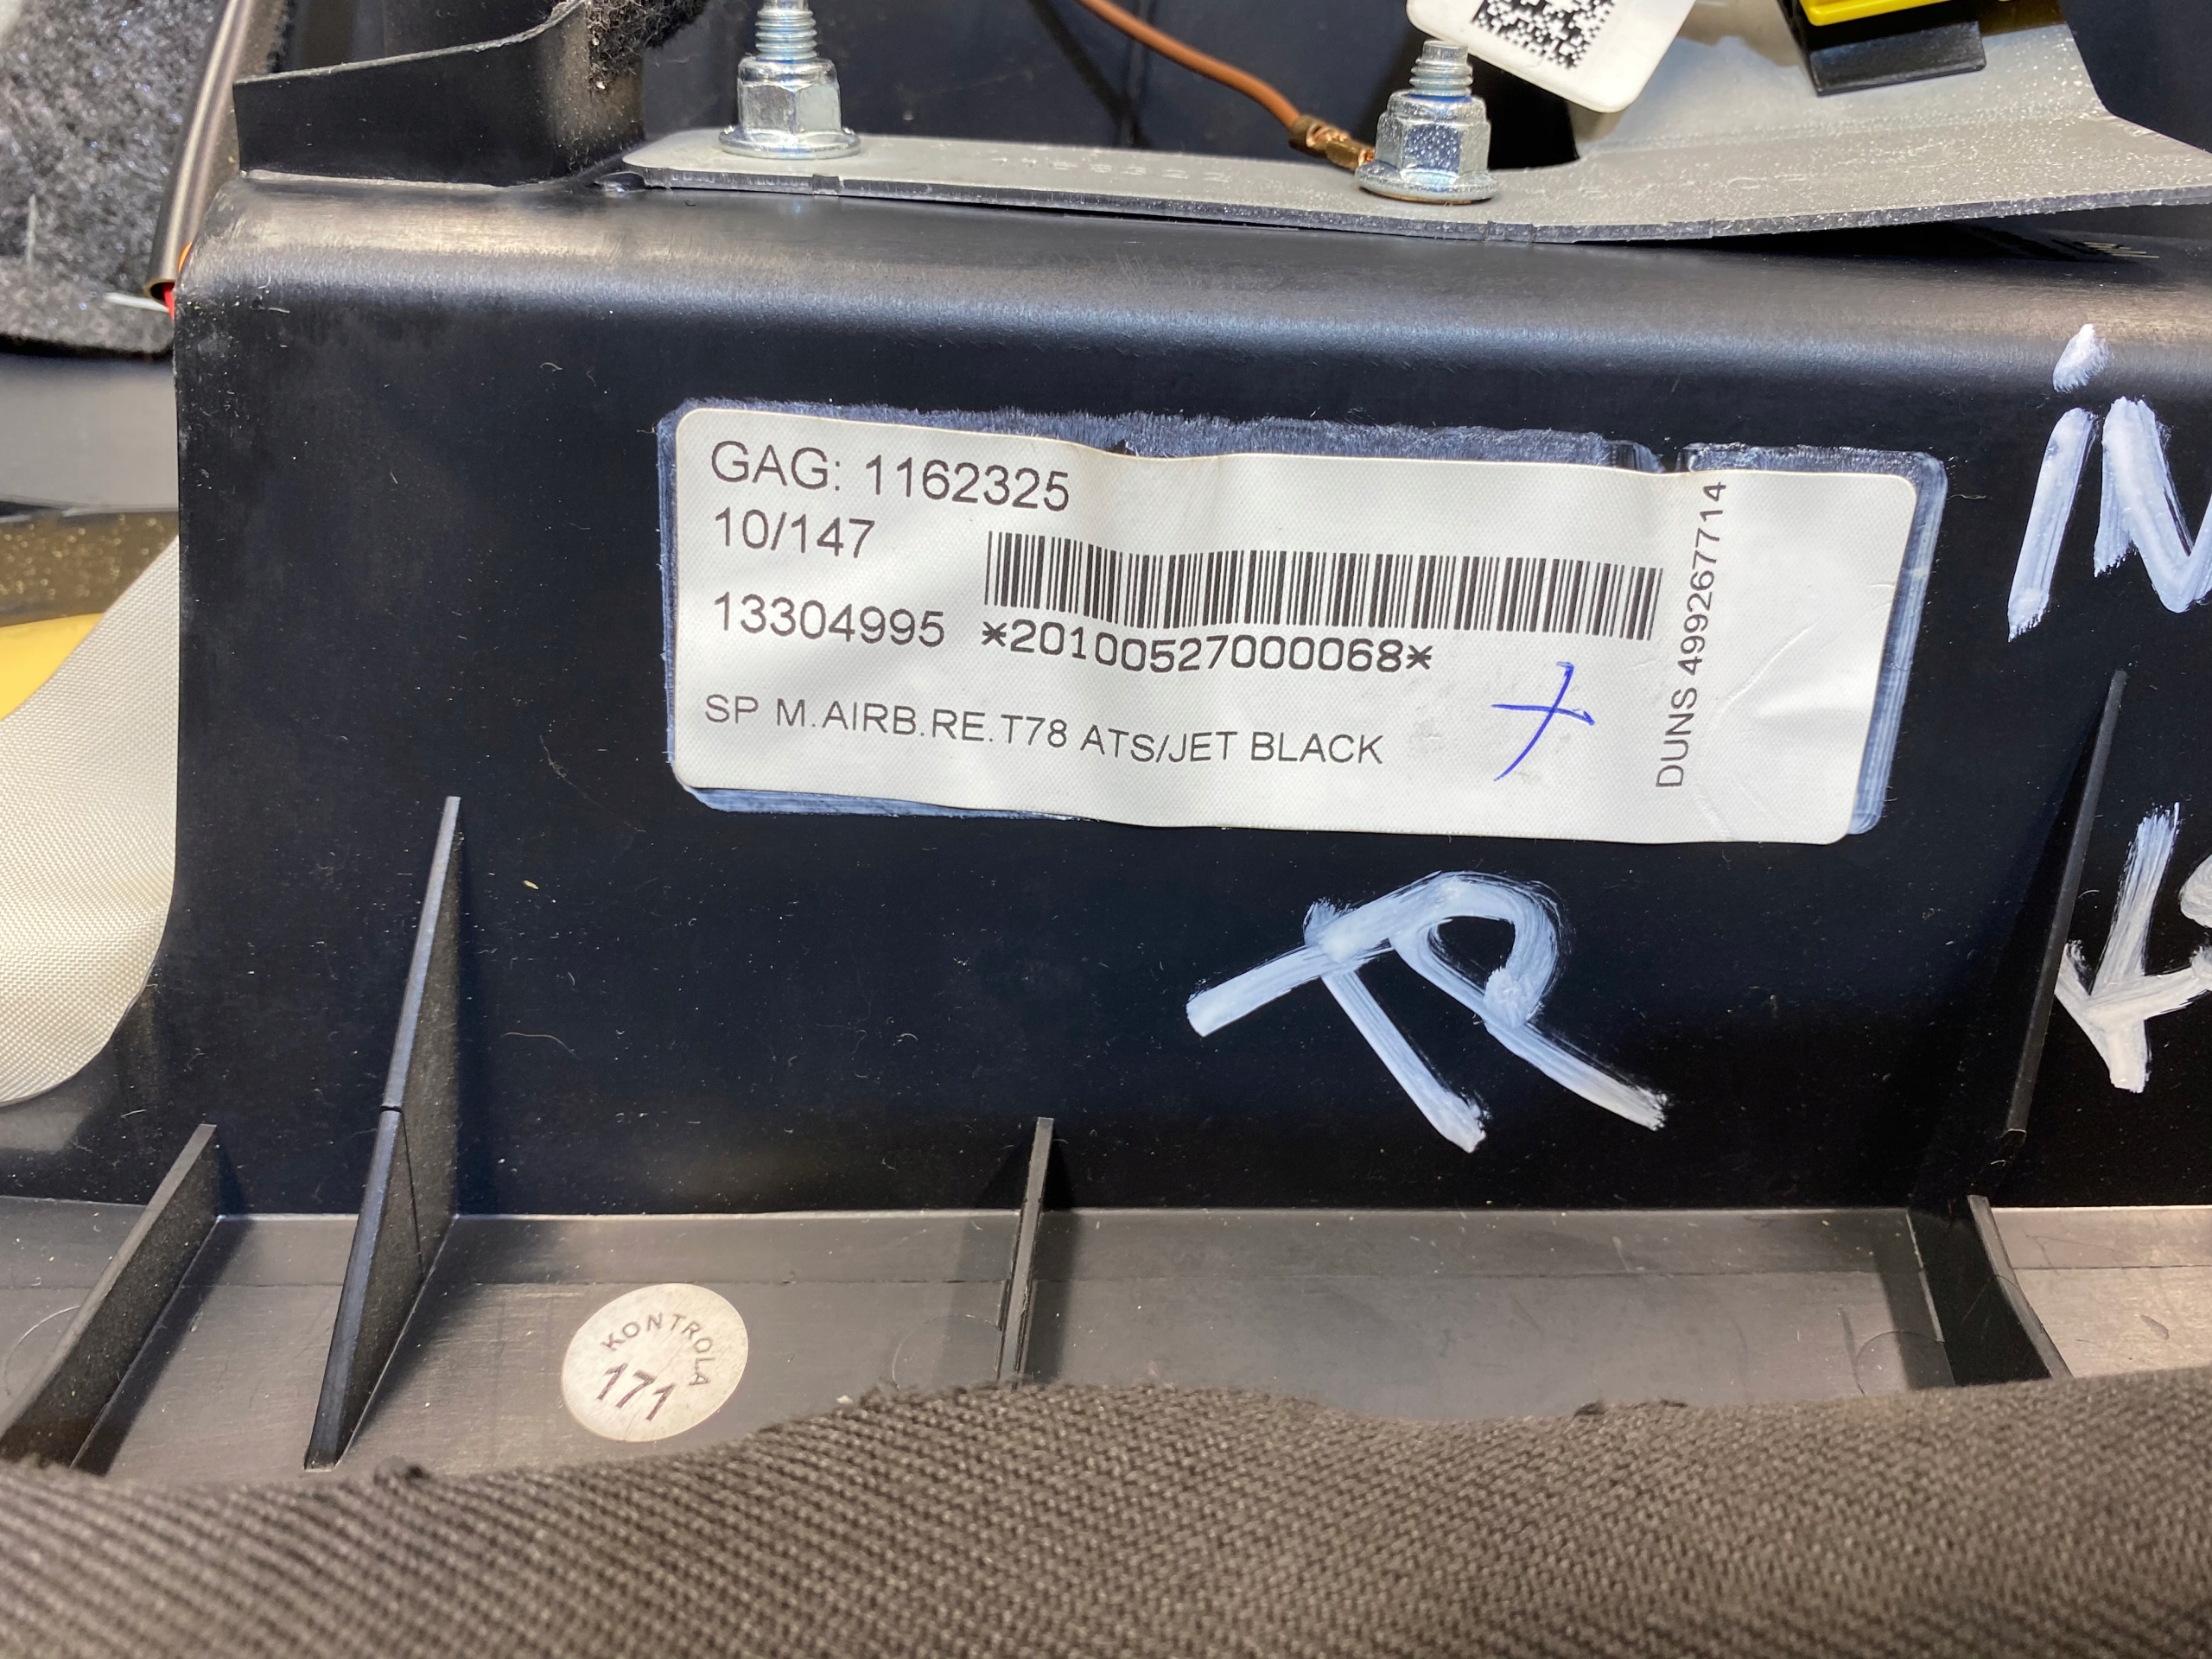 GAG: 1162325
10/147
13304995 *20100527000068*
SP M.AIRB.RE.T78 ATS/JET BLACK
DUNS 499267714
TR
KONTROLA
171